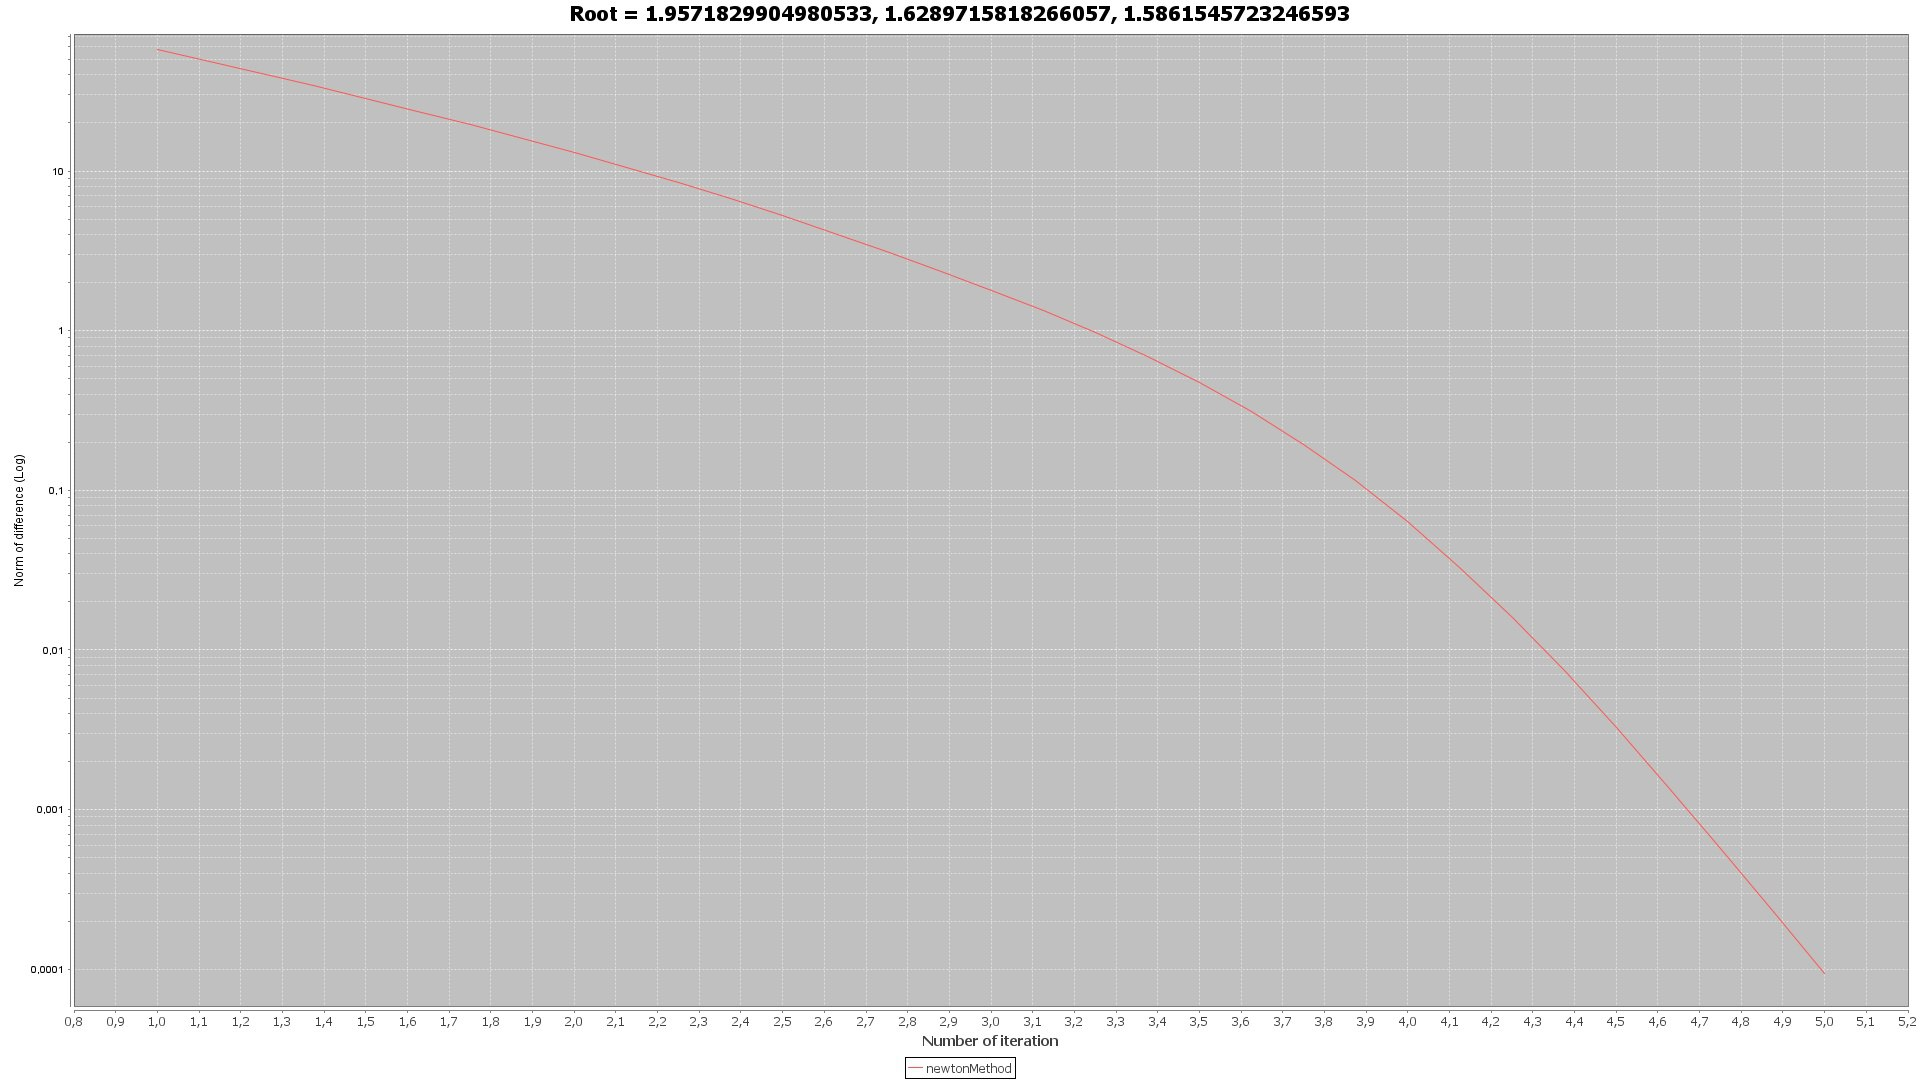 Root = 1.9571829904980533, 1.6289715818266057, 1.5861545723246593
Norm of difference (Log)
10
1
0,1
0,01
0,001
0,0001
0,8 0,9 1,0 1,1 1,2 1,3 1,4 1,5 1,6 1,7 1,8 1,9 2,0 2,1 2,2 2,3 2,4 2,5 2,6 2,7 2,8 2,9 3,0 3,1 3,2 3,3 3,4 3,5 3,6 3,7 3,8 3,9 4,0 4,1 4,2 4,3 4,4 4,5 4,6 4,7 4,8 4,9 5,0 5,1 5,2
Number of iteration
newtonMethod